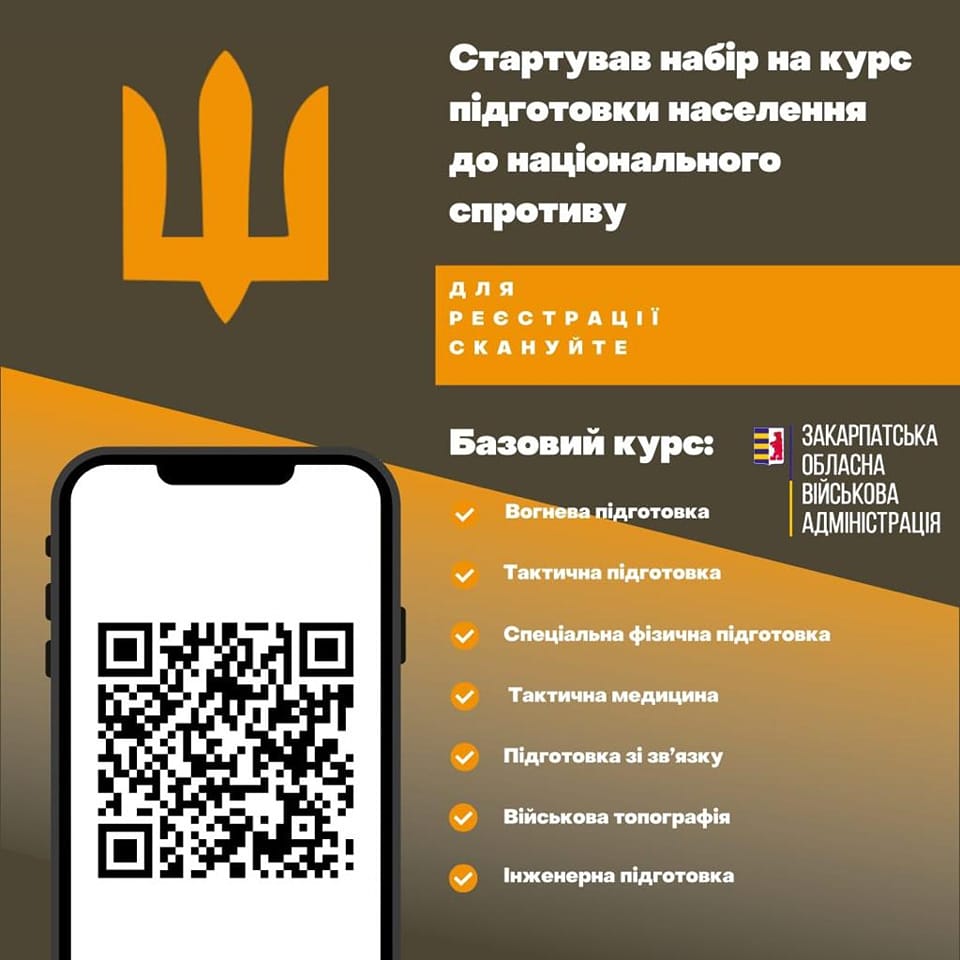 Стартував набір на курс
підготовки населення
до національного
спротиву
ДЛЯ
РЕЄСТРАЦІЇ
СКАНУЙТЕ
Базовий курс:
ЗАКАРПАТСЬКА
ОБЛАСНА
ВІЙСЬКОВА
АДМІНІСТРАЦІЯ
Вогнева підготовка
Тактична підготовка
Спеціальна фізична підготовка
Тактична медицина
Підготовка зі зв’язку
Військова топографія
Інженерна підготовка